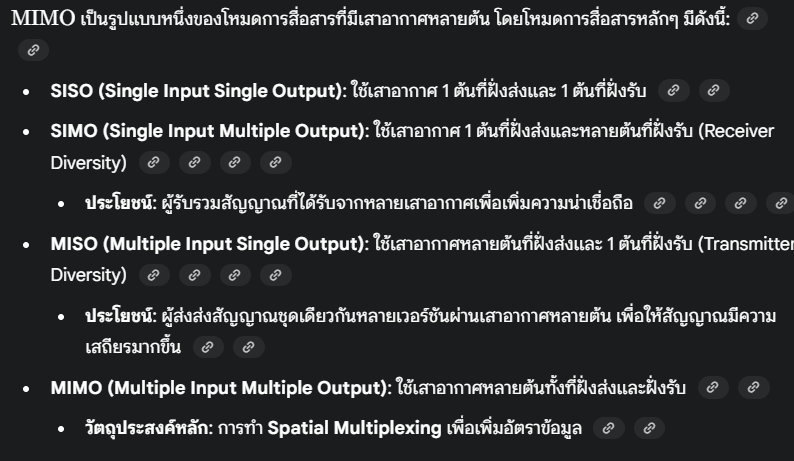 MIMO เป็นรูปแบบหนึ่งของโหมดการสื่อสารที่มีเสาอากาศหลายต้น โดยโหมดการสื่อสารหลักๆ มีดังนี้:
SISO (Single Input Single Output): ใช้เสาอากาศ 1 ต้นที่ฝั่งส่งและ 1 ต้นที่ฝั่งรับ
SIMO (Single Input Multiple Output): ใช้เสาอากาศ 1 ต้นที่ฝั่งส่งและหลายต้นที่ฝั่งรับ (Receiver
Diversity)
ประโยชน์: ผู้รับรวมสัญญาณที่ได้รับจากหลายเสาอากาศเพื่อเพิ่มความน่าเชื่อถือ
MISO (Multiple Input Single Output): ใช้เสาอากาศหลายต้นที่ฝั่งส่งและ 1 ต้นที่ฝั่งรับ (Transmitter
Diversity)
ประโยชน์: ผู้ส่งส่งสัญญาณชุดเดียวกันหลายเวอร์ชันผ่านเสาอากาศหลายต้น เพื่อให้สัญญาณมีความ
เสถียรมากขึ้น
MIMO (Multiple Input Multiple Output): ใช้เสาอากาศหลายต้นทั้งที่ฝั่งส่งและฝั่งรับ
วัตถุประสงค์หลัก: การทำ Spatial Multiplexing เพื่อเพิ่มอัตราข้อมูล